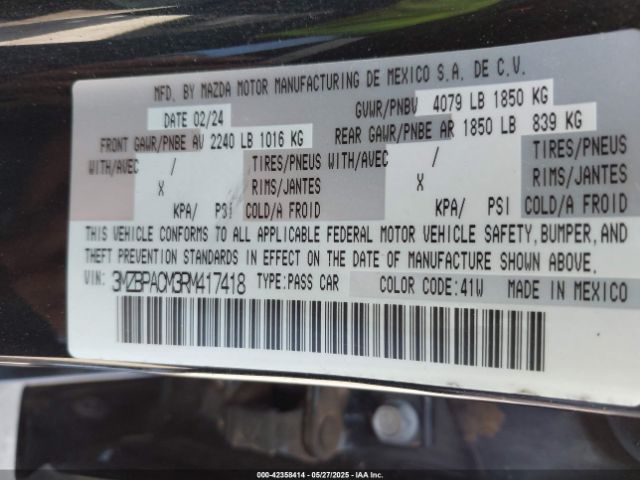 MFD. BY MAZDA MOTOR MANUFACTURING DE MEXICO S.A. DE C.V.
DATE 02/24 GVWR/PNBV 4079 LB 1850 KG
FRONT GAWR/PNBE AV 2240 LB 1016 KG REAR GAWR/PNBE AR 1850 LB 839 KG
WITH/AVEC / TIRES/PNEUS WITH/AVEC / TIRES/PNEUS
X RIMS/JANTES X RIMS/JANTES
KPA/ PSI COLD/A FROID KPA/ PSI COLD/A FROID
THIS VEHICLE CONFORMS TO ALL APPLICABLE FEDERAL MOTOR VEHICLE SAFETY, BUMPER, AND
THEFT PREVENTION STANDARDS IN EFFECT ON THE DATE OF MANUFACTURE SHOWN ABOVE.
VIN: 3MZBPACM3RM417418 TYPE: PASS CAR COLOR CODE: 41W MADE IN MEXICO
000-42358414 - 05/27/2025 - IAA Inc.